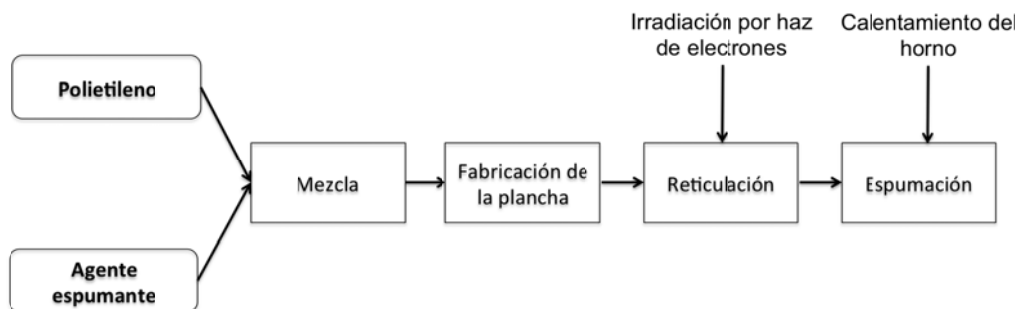 Irradiación por haz
de electrones
Calentamiento del
horno
Polietileno
Mezcla
Fabricación de
la plancha
Reticulación
Espumación
Agente
espumante